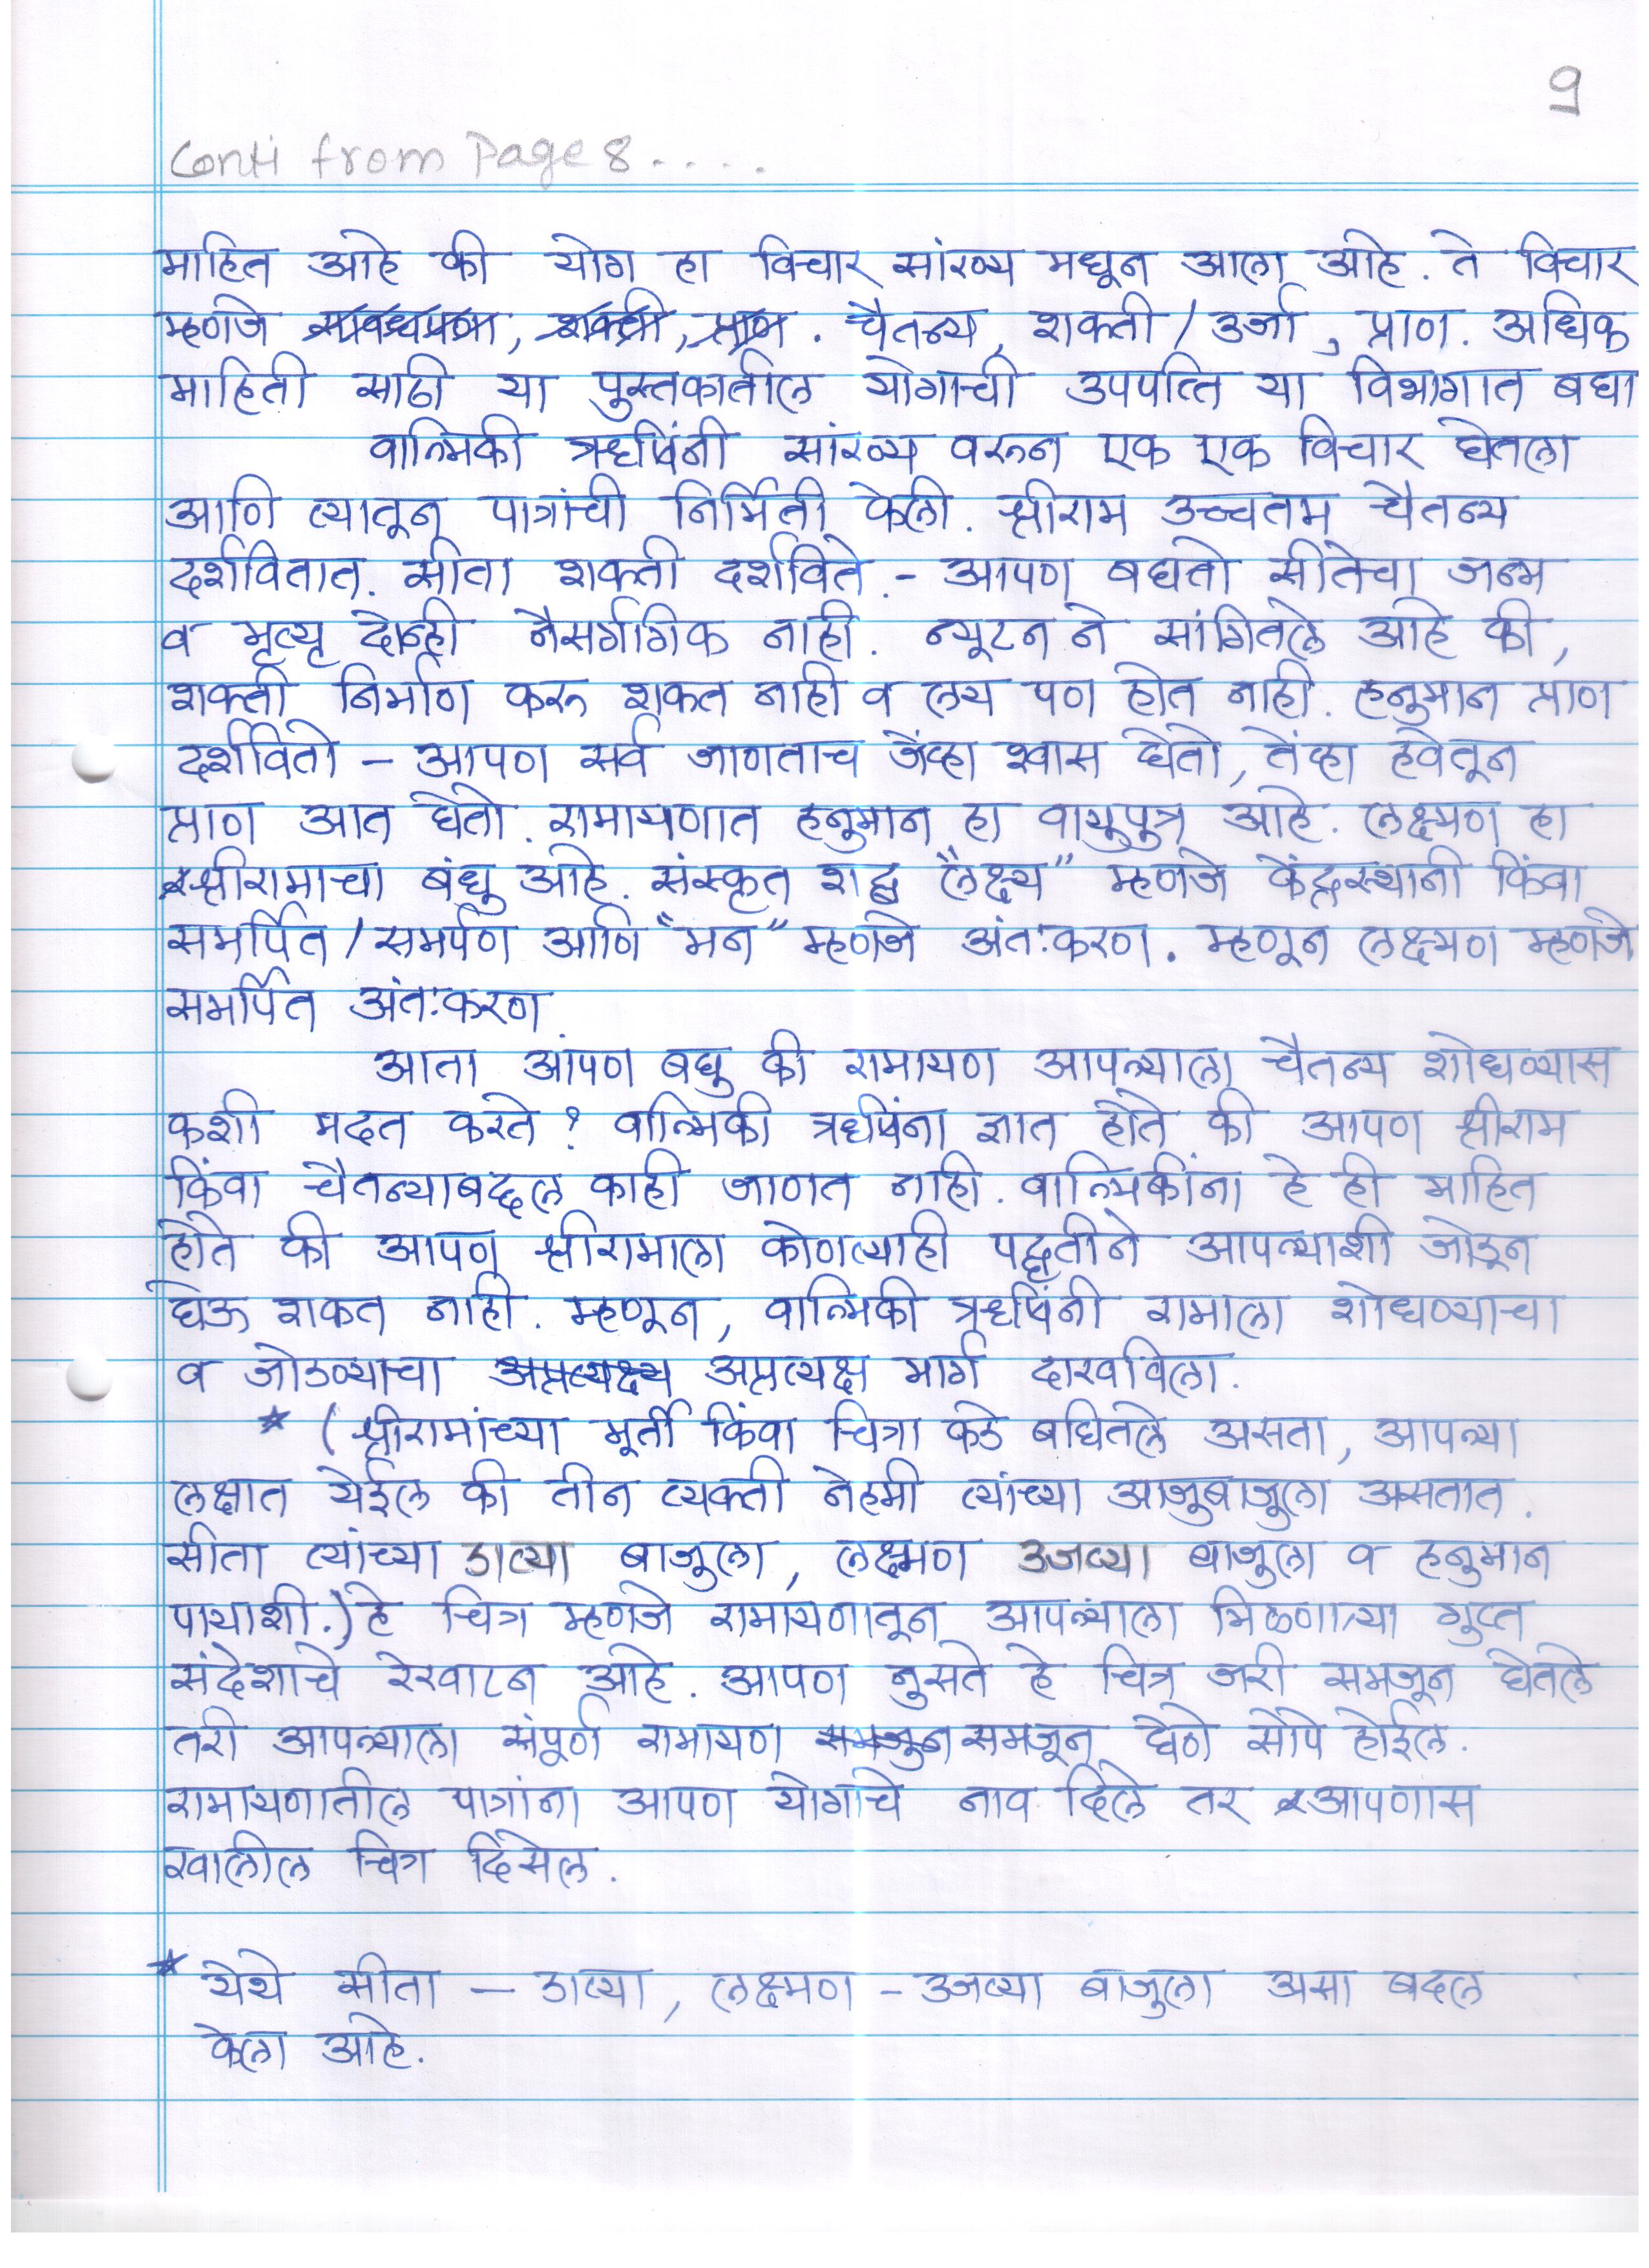 9
Conti from Page 8 . . . .
माहित आहे की योग हा विचार सांख्य मधून आला आहे. ते विचार
म्हणजे चैतन्य, शक्ती / उर्जा, प्राण. अधिक
माहिती साठी या पुस्तकातील योगाची उपपत्ति या विभागात बघा
वाल्मिकी ऋषिंनी सांख्य वरून एक एक विचार घेतला
आणि त्यातून पात्रांची निर्मिती केली. श्रीराम उच्चतम चैतन्य
दर्शवितात. सीता शक्ती दर्शविते - आपण बघतो सीतेचा जन्म
व मृत्यृ दोन्ही नैसर्गगिक नाही. न्यूटन ने सांगितले आहे की,
शक्ती निर्माण करू शकत नाही व लय पण होत नाही. हनुमान प्राण
दर्शवितो - आपण सर्व जाणताच जेंव्हा श्वास घेतो, तेंव्हा हवेतून
प्राण आत घेतो. रामायणात हनुमान हा वायुपुत्र आहे. लक्ष्मण हा
श्रीरामाचा बंधु आहे. संस्कृत शद्ब "लक्ष्य" म्हणजे केंद्रस्थानी किंवा
समर्पित / समर्पण आणि "मन" म्हणजे अंत:करण. म्हणून लक्ष्मण म्हणजे
समर्पित अंत:करण.
आता आपण बघु की रामायण आपल्याला चैतन्य शोधण्यास
कशी मदत करते? वाल्मिकी ऋषिंना ज्ञात होते की आपण श्रीराम
किंवा चैतन्याबद्दल काही जाणत नाही. वाल्मिकींना हे ही माहित
होते की आपण श्रीरामाला कोणत्याही पद्धतीने आपल्याशी जोडून
घेऊ शकत नाही. म्हणून, वाल्मिकी ऋषिंनी रामाला शोधण्याचा
व जोडण्याचा अप्रत्यक्ष्य अप्रत्यक्ष मार्ग दाखविला.
* (श्रीरामांच्या मूर्ती किंवा चित्रा कडे बघितले असता, आपल्या
लक्षात येईल की तीन व्यक्ती नेहमी त्यांच्या आजुबाजुला असतात.
सीता त्यांच्या डाव्या बाजुला, लक्ष्मण उजव्या बाजुला व हनुमान
पायाशी.) हे चित्र म्हणजे रामायणातून आपल्याला मिळणाऱ्या गुप्त
संदेशाचे रेखाटन आहे. आपण नुसते हे चित्र जरी समजून घेतले
तरी आपल्याला संपूर्ण रामायण समजुन समजून घेणे सोपे होईल.
रामायणातील पात्रांना आपण योगाचे नाव दिले तर आपणास
खालील चित्र दिसेल.
* येथे सीता - डाव्या, लक्ष्मण - उजव्या बाजुला असा बदल
केला आहे.